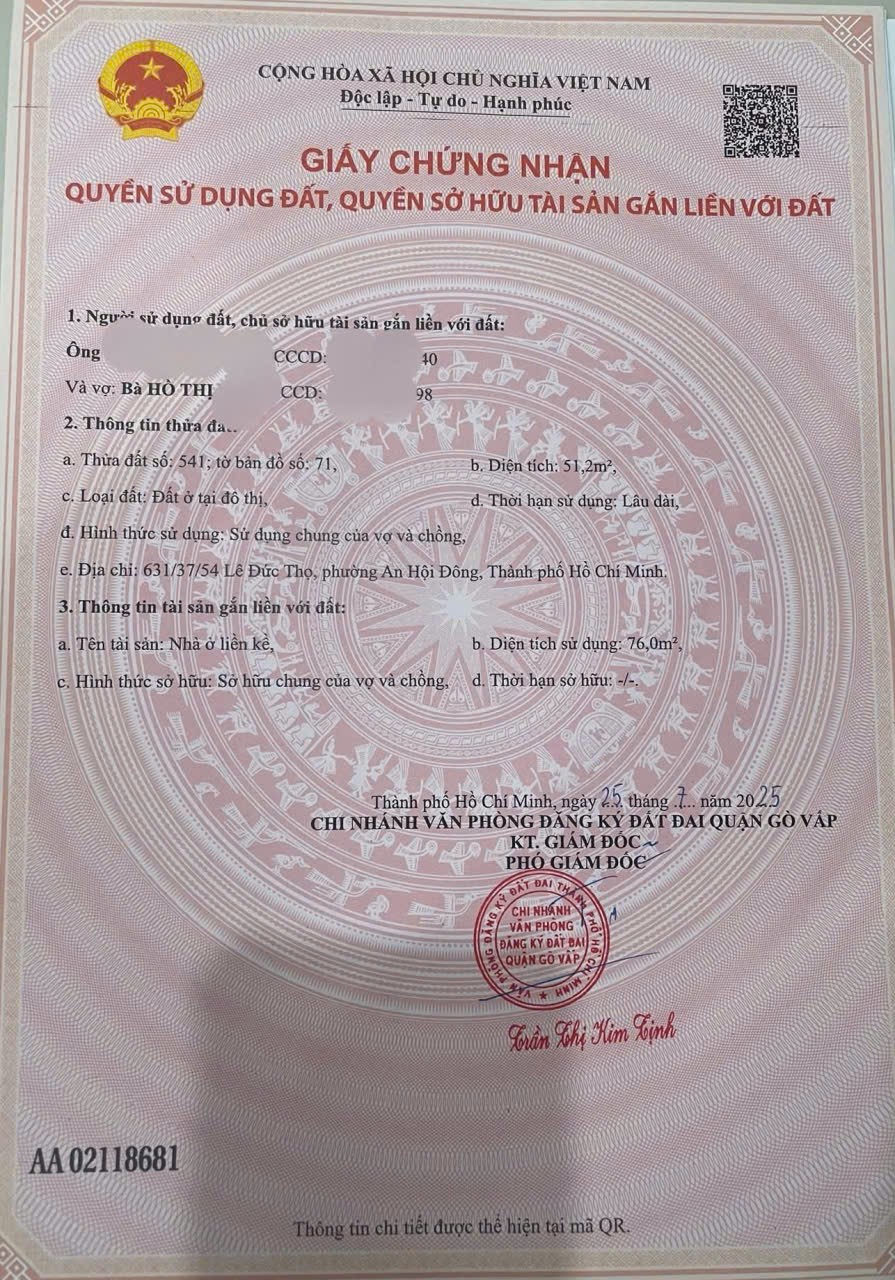 CỘNG HÒA XÃ HỘI CHỦ NGHĨA VIỆT NAM
Độc lập - Tự do - Hạnh phúc
GIẤY CHỨNG NHẬN
QUYỀN SỬ DỤNG ĐẤT, QUYỀN SỞ HỮU TÀI SẢN GẮN LIỀN VỚI ĐẤT
1. Người sử dụng đất, chủ sở hữu tài sản gắn liền với đất:
Ông CCCD: 40
Và vợ: Bà HỒ THỊ CCD: 98
2. Thông tin thửa
a. Thửa đất số: 541; tờ bản đồ số: 71, b. Diện tích: 51,2m²,
c. Loại đất: Đất ở tại đô thị, d. Thời hạn sử dụng: Lâu dài,
đ. Hình thức sử dụng: Sử dụng chung của vợ và chồng,
e. Địa chỉ: 631/37/54 Lê Đức Thọ, phường An Hội Đông, Thành phố Hồ Chí Minh.
3. Thông tin tài sản gắn liền với đất:
a. Tên tài sản: Nhà ở liền kề, b. Diện tích sử dụng: 76,0m²,
c. Hình thức sở hữu: Sở hữu chung của vợ và chồng, d. Thời hạn sở hữu: -/-.
Thành phố Hồ Chí Minh, ngày 25 tháng 7 năm 2025
CHI NHÁNH VĂN PHÒNG ĐĂNG KÝ ĐẤT ĐAI QUẬN GÒ VẤP
KT. GIÁM ĐỐC
PHÓ GIÁM ĐỐC
VĂN PHÒNG ĐĂNG KÝ ĐẤT ĐAI THÀNH PHỐ HỒ CHÍ MINH
CHI NHÁNH
VĂN PHÒNG
ĐĂNG KÝ ĐẤT ĐAI
QUẬN GÒ VẤP
Trần Thị Kim Tịnh
AA 02118681
Thông tin chi tiết được thể hiện tại mã QR.